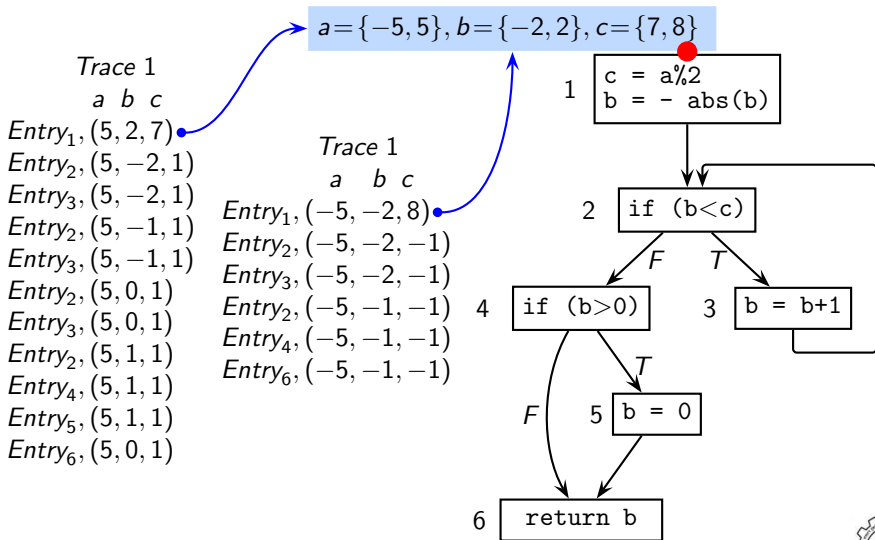 a={−5, 5}, b={−2, 2}, c={7, 8}
Trace 1
a b c
Entry₁, (5, 2, 7)
Entry₂, (5, −2, 1)
Entry₃, (5, −2, 1)
Entry₂, (5, −1, 1)
Entry₃, (5, −1, 1)
Entry₂, (5, 0, 1)
Entry₃, (5, 0, 1)
Entry₂, (5, 1, 1)
Entry₄, (5, 1, 1)
Entry₅, (5, 1, 1)
Entry₆, (5, 0, 1)
Trace 1
a b c
Entry₁, (−5, −2, 8)
Entry₂, (−5, −2, −1)
Entry₃, (−5, −2, −1)
Entry₂, (−5, −1, −1)
Entry₄, (−5, −1, −1)
Entry₆, (−5, −1, −1)
1
c = a%2
b = - abs(b)
2
if (b<c)
F
T
4
if (b>0)
3
b = b+1
T
F
5
b = 0
6
return b